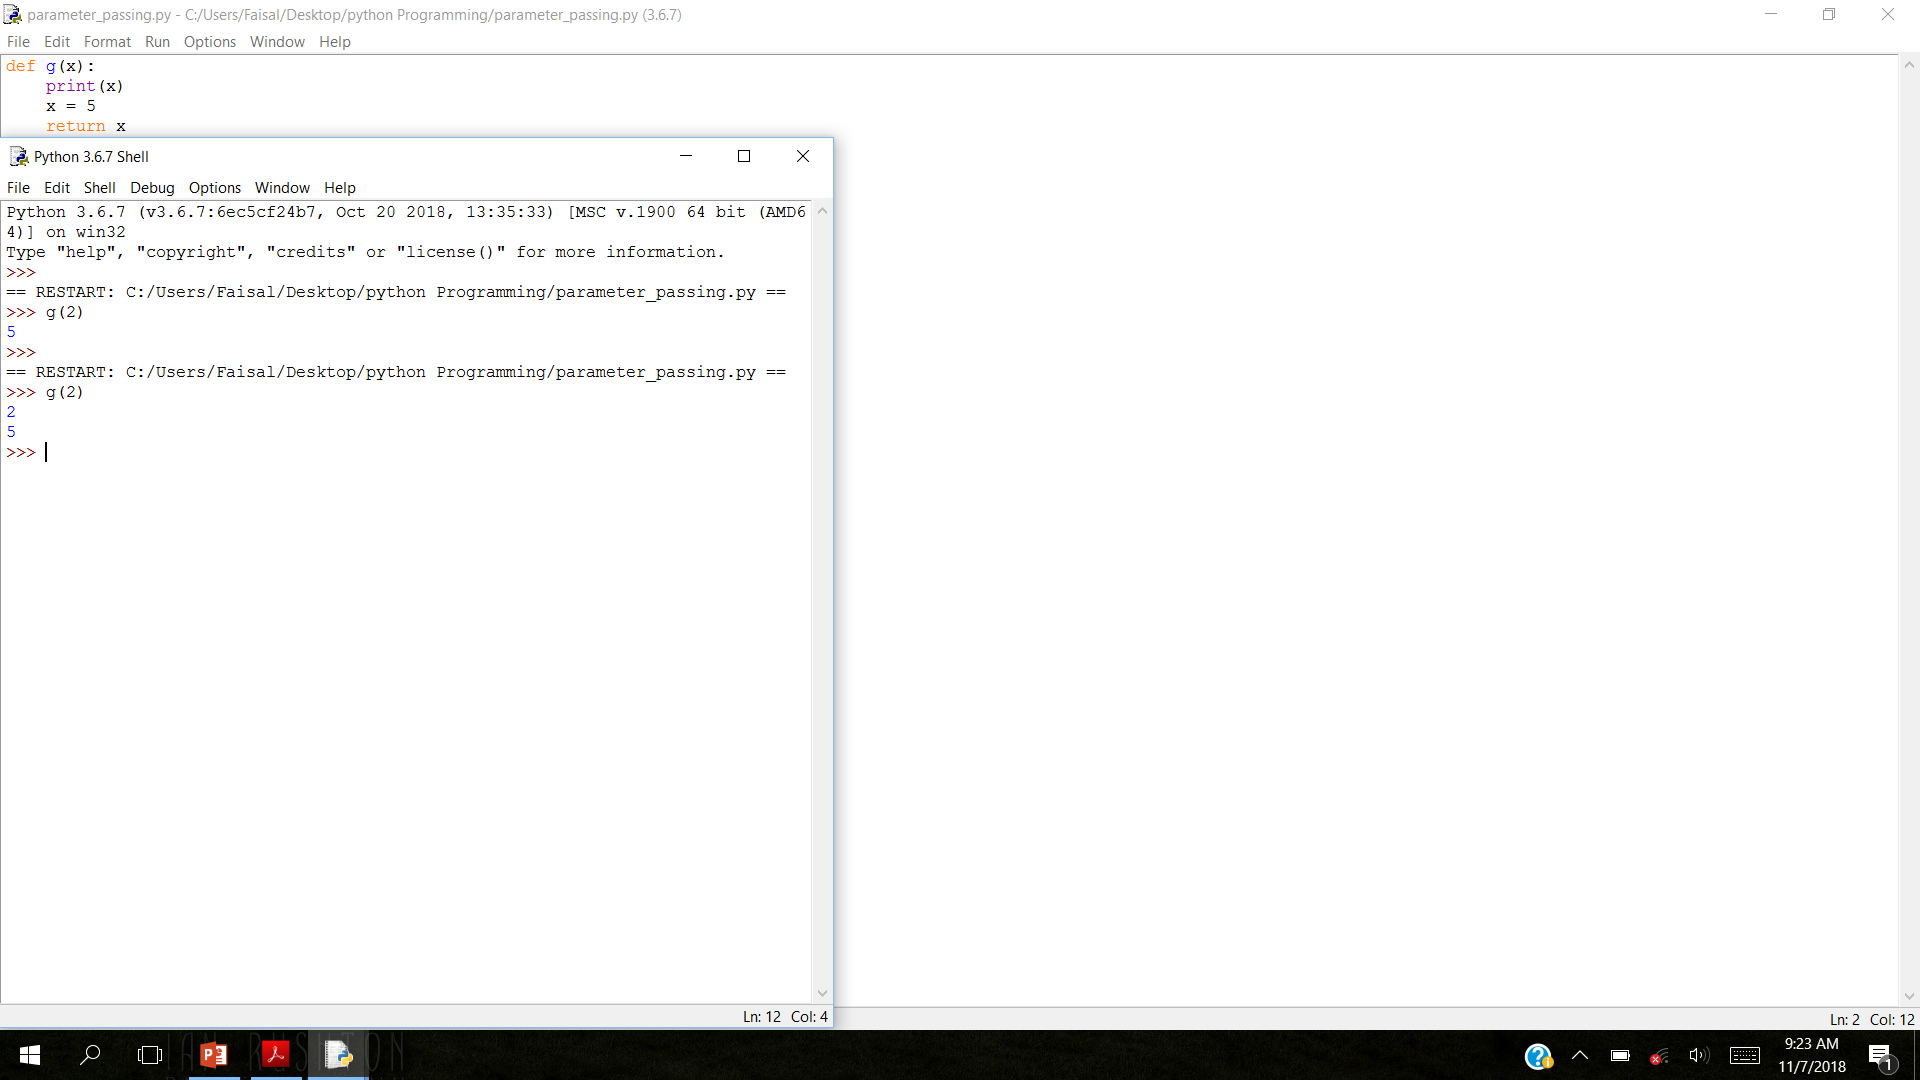 parameter_passing.py - C:/Users/Faisal/Desktop/python Programming/parameter_passing.py (3.6.7)
File Edit Format Run Options Window Help
def g(x):
    print(x)
    x = 5
    return x
Python 3.6.7 Shell
File Edit Shell Debug Options Window Help
Python 3.6.7 (v3.6.7:6ec5cf24b7, Oct 20 2018, 13:35:33) [MSC v.1900 64 bit (AMD6
4)] on win32
Type "help", "copyright", "credits" or "license()" for more information.
>>>
== RESTART: C:/Users/Faisal/Desktop/python Programming/parameter_passing.py ==
>>> g(2)
5
>>>
== RESTART: C:/Users/Faisal/Desktop/python Programming/parameter_passing.py ==
>>> g(2)
2
5
>>>
Ln: 12 Col: 4
Ln: 2 Col: 12
9:23 AM
11/7/2018
1